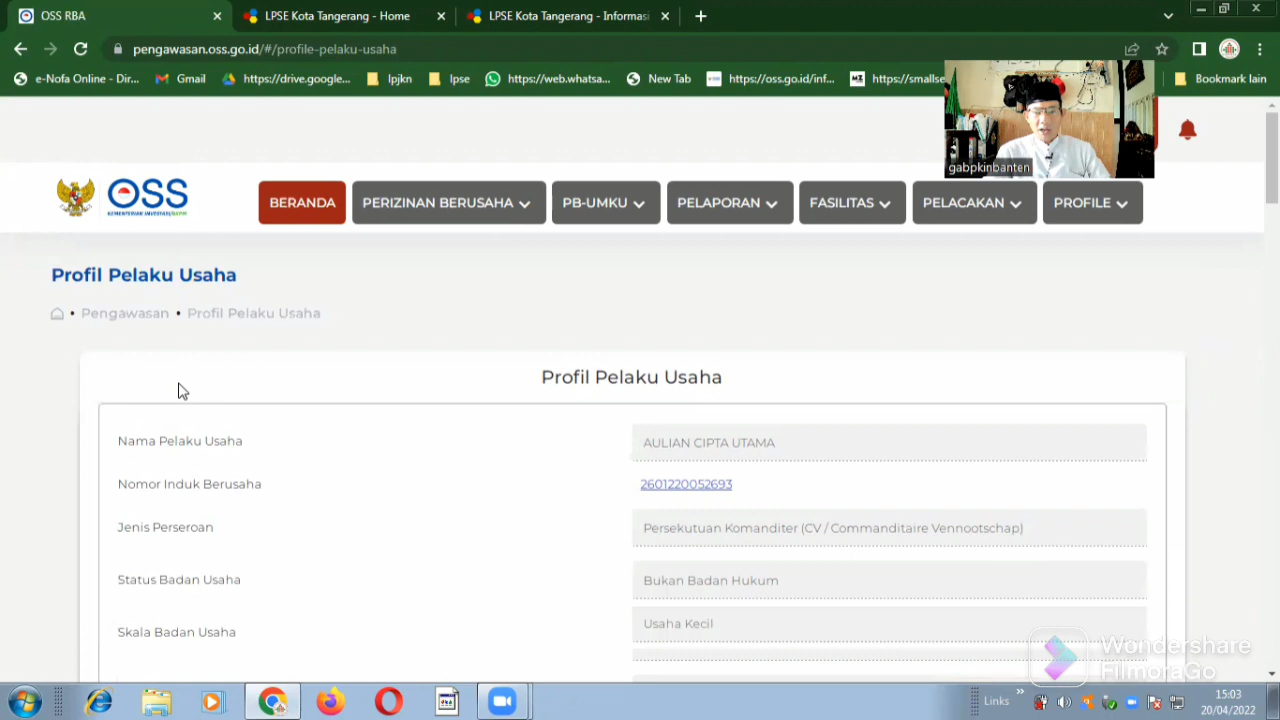 OSS RBA
LPSE Kota Tangerang - Home
LPSE Kota Tangerang - Informasi
pengawasan.oss.go.id/#/profile-pelaku-usaha
e-Nofa Online - Dir...
Gmail
https://drive.google...
lpjkn
lpse
https://web.whatsa...
New Tab
https://oss.go.id/inf...
https://smallse
Bookmark lain
gabpkinbanten
OSS
KEMENTERIAN INVESTASI/BKPM
BERANDA
PERIZINAN BERUSAHA
PB-UMKU
PELAPORAN
FASILITAS
PELACAKAN
PROFILE
Profil Pelaku Usaha
Pengawasan • Profil Pelaku Usaha
Profil Pelaku Usaha
Nama Pelaku Usaha
AULIAN CIPTA UTAMA
Nomor Induk Berusaha
2601220052693
Jenis Perseroan
Persekutuan Komanditer (CV / Commanditaire Vennootschap)
Status Badan Usaha
Bukan Badan Hukum
Skala Badan Usaha
Usaha Kecil
Wondershare
FilmoraGo
Links
15:03
20/04/2022